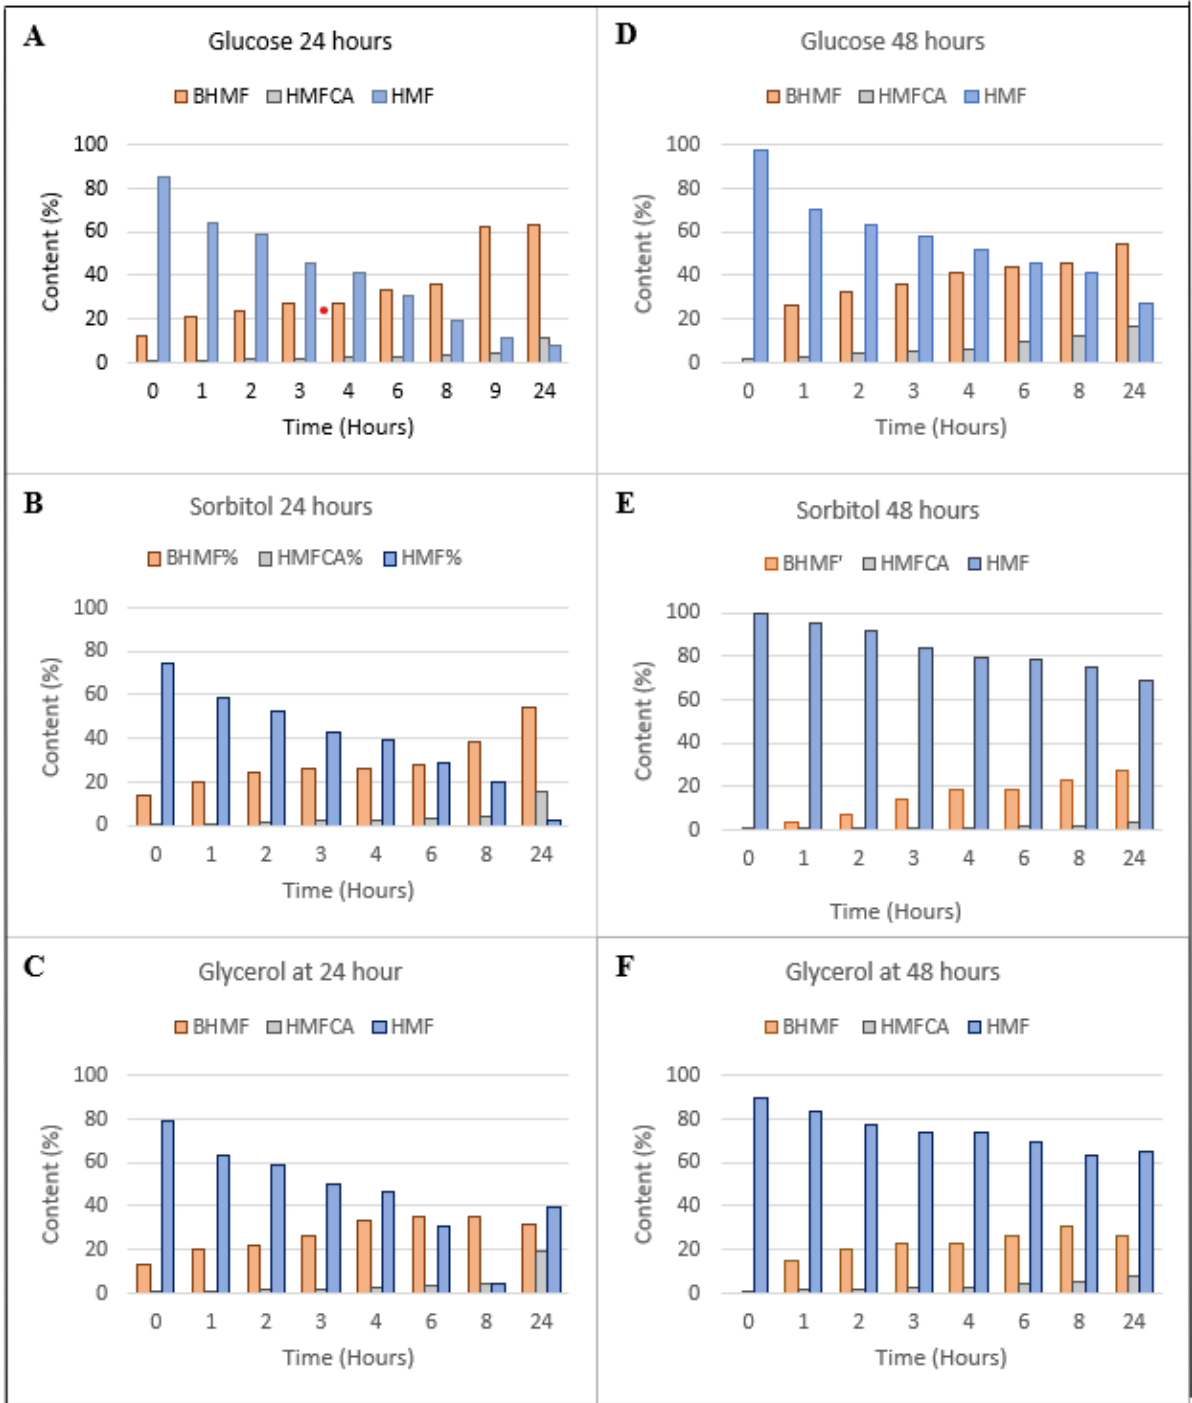 A
Glucose 24 hours
BHMF HMFCA HMF
Content (%)
100
80
60
40
20
0
0 1 2 3 4 6 8 9 24
Time (Hours)
D
Glucose 48 hours
BHMF HMFCA HMF
Content (%)
100
80
60
40
20
0
0 1 2 3 4 6 8 24
Time (Hours)
B
Sorbitol 24 hours
BHMF% HMFCA% HMF%
Content (%)
100
80
60
40
20
0
0 1 2 3 4 6 8 24
Time (Hours)
E
Sorbitol 48 hours
BHMF' HMFCA HMF
Content (%)
100
80
60
40
20
0
0 1 2 3 4 6 8 24
Time (Hours)
C
Glycerol at 24 hour
BHMF HMFCA HMF
Content (%)
100
80
60
40
20
0
0 1 2 3 4 6 8 24
Time (Hours)
F
Glycerol at 48 hours
BHMF HMFCA HMF
Content (%)
100
80
60
40
20
0
0 1 2 3 4 6 8 24
Time (Hours)